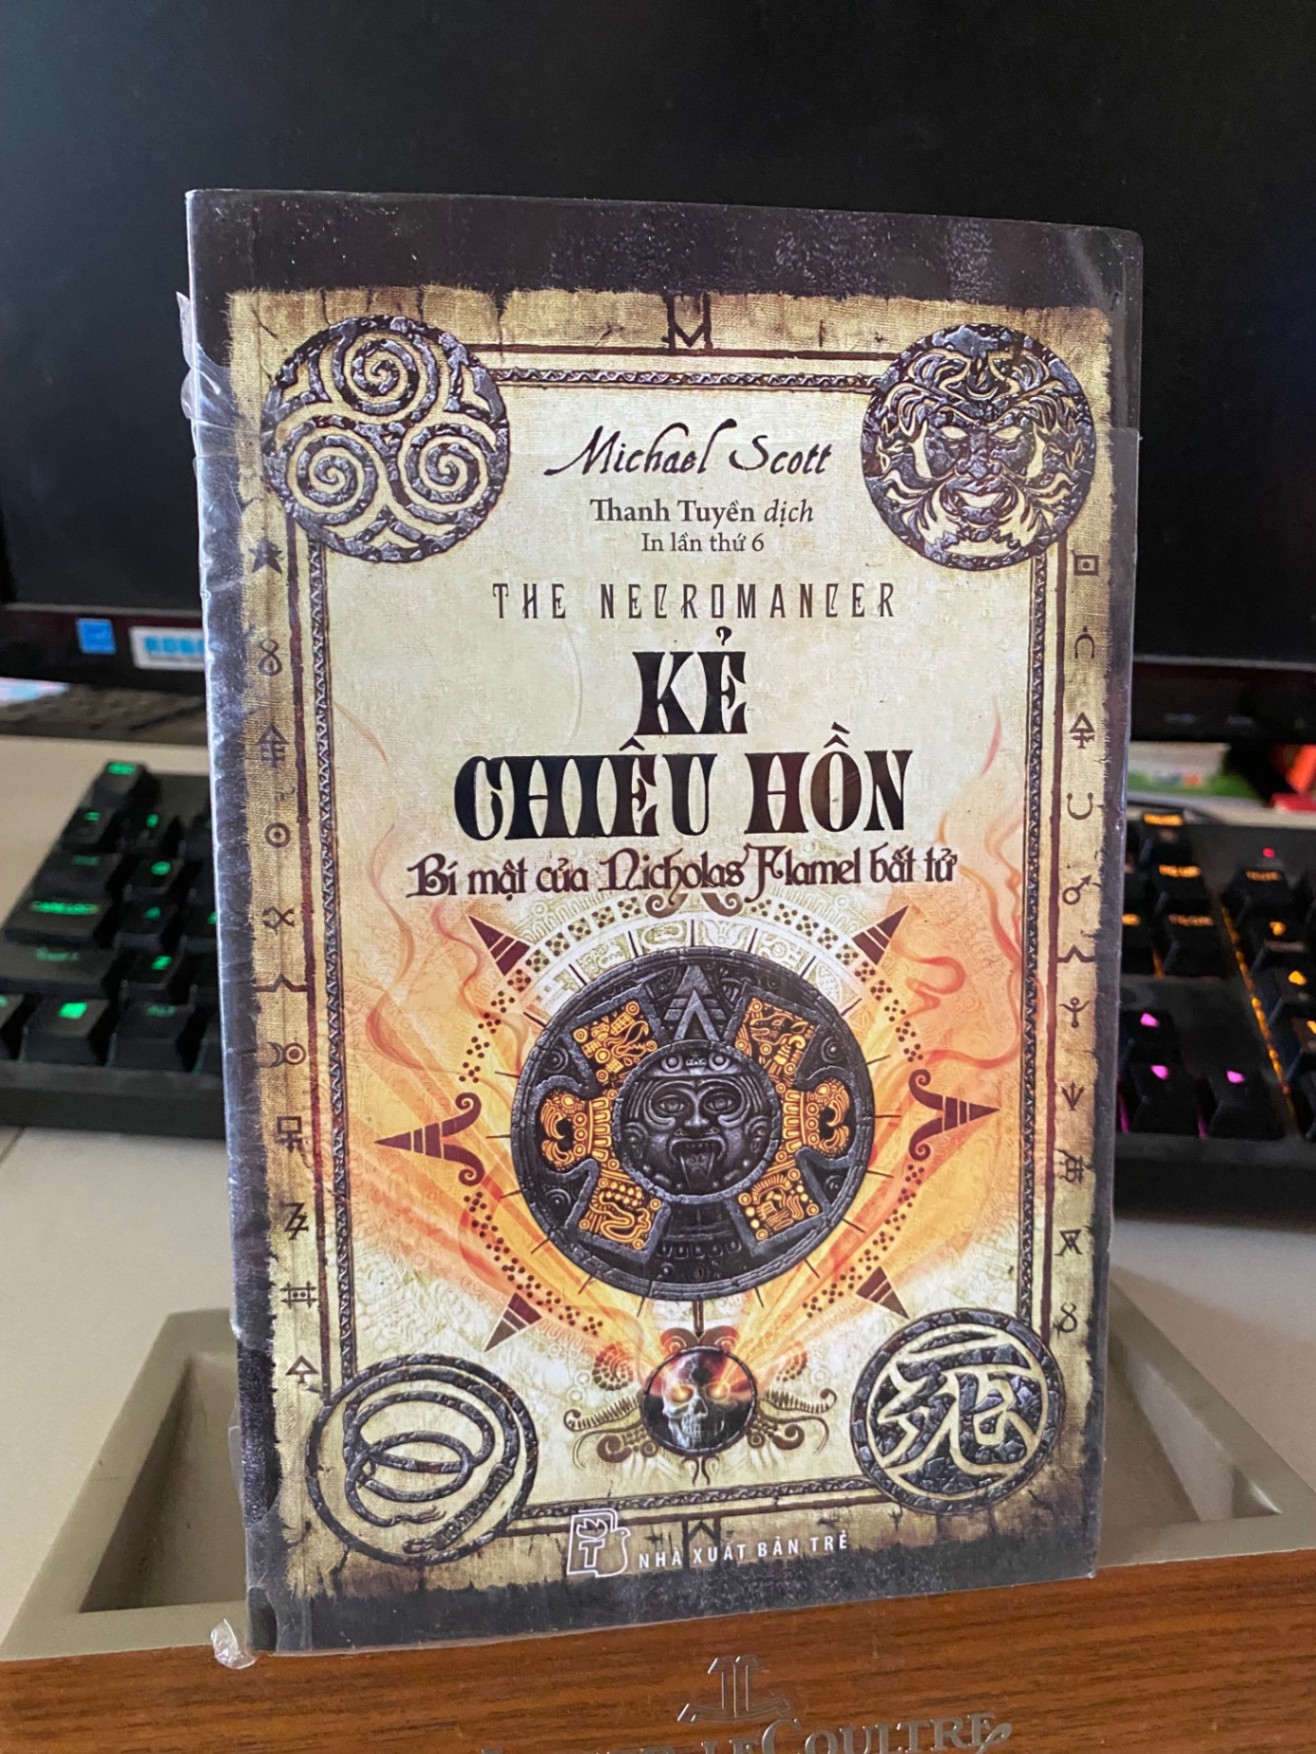 Michael Scott
Thanh Tuyền dịch
In lần thứ 6
THE NECROMANCER
KẺ
CHIÊU HỒN
Bí mật của Nicholas Flamel bất tử
死
T
NHÀ XUẤT BẢN TRẺ